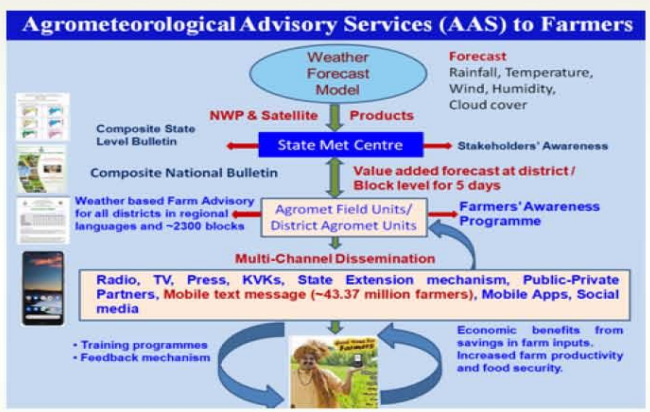 Agrometeorological Advisory Services (AAS) to Farmers
Weather
Forecast
Model
Forecast
Rainfall, Temperature,
Wind, Humidity,
Cloud cover
NWP & Satellite Products
Composite State
Level Bulletin
State Met Centre
Stakeholders' Awareness
Composite National Bulletin
Value added forecast at district /
Block level for 5 days
Weather based Farm Advisory
for all districts in regional
languages and ~2300 blocks
Agromet Field Units/
District Agromet Units
Farmers' Awareness
Programme
Multi-Channel Dissemination
Radio, TV, Press, KVKs, State Extension mechanism, Public-Private
Partners, Mobile text message (~43.37 million farmers), Mobile Apps, Social
media
• Training programmes
• Feedback mechanism
Economic benefits from
savings in farm inputs.
Increased farm productivity
and food security.